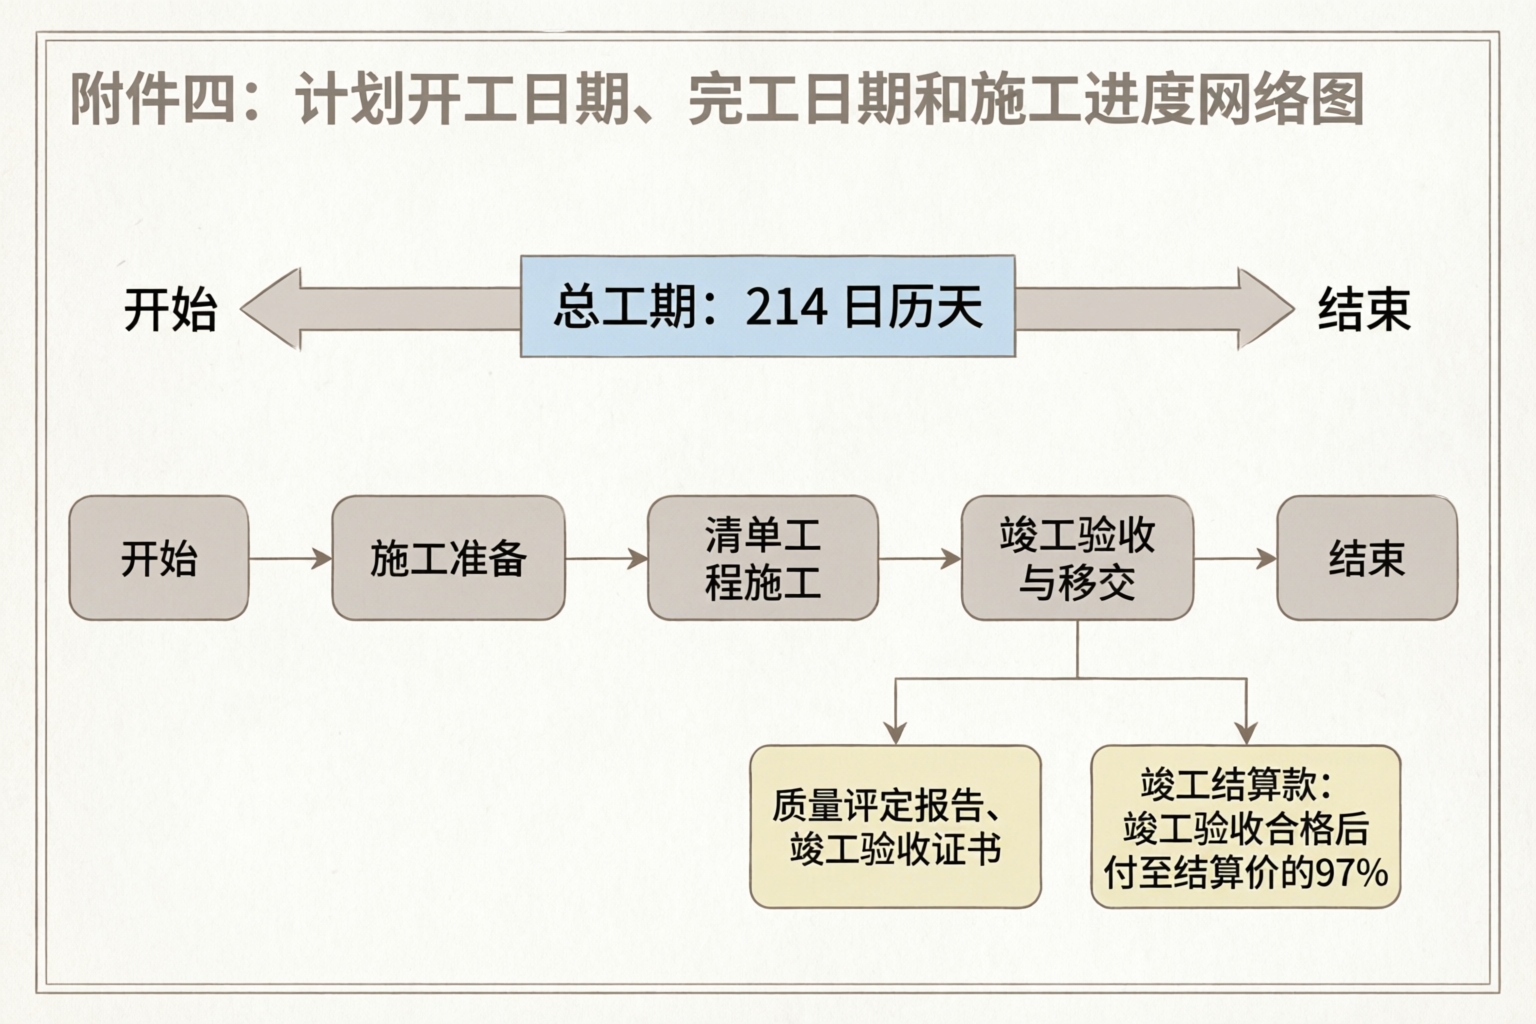 附件四：计划开工日期、完工日期和施工进度网络图
开始
总工期：214 日历天
结束
开始
施工准备
清单工
程施工
竣工验收
与移交
结束
质量评定报告、
竣工验收证书
竣工结算款：
竣工验收合格后
付至结算价的97%